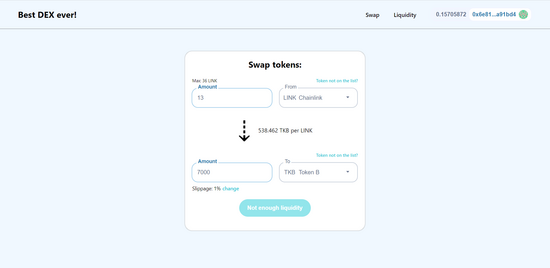 Best DEX ever!
Swap
Liquidity
0.15705872
0x6e81...a91bd4
Swap tokens:
Max: 36 LINK
Token not on the list?
Amount
From
13
LINK Chainlink
538.462 TKB per LINK
Token not on the list?
Amount
To
7000
TKB Token B
Slippage: 1% change
Not enough liquidity